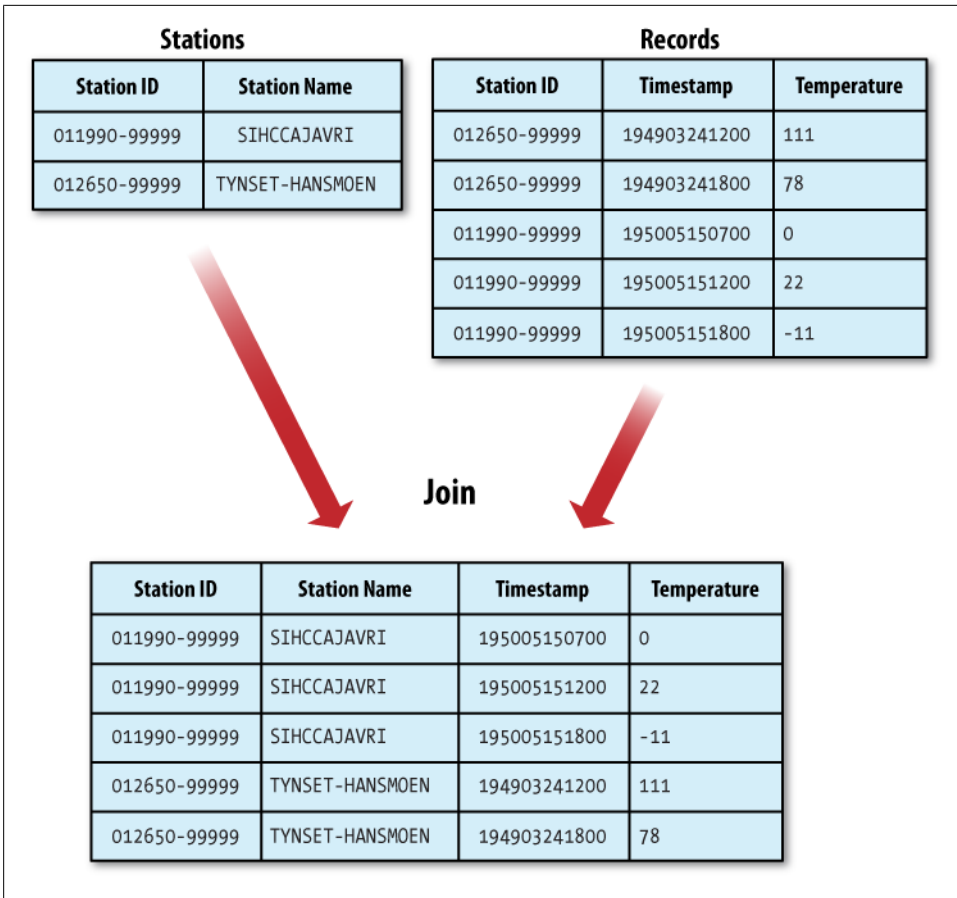 Stations
Station ID Station Name
011990-99999 SIHCCAJAVRI
012650-99999 TYNSET-HANSMOEN
Records
Station ID Timestamp Temperature
012650-99999 194903241200 111
012650-99999 194903241800 78
011990-99999 195005150700 0
011990-99999 195005151200 22
011990-99999 195005151800 -11
Join
Station ID Station Name Timestamp Temperature
011990-99999 SIHCCAJAVRI 195005150700 0
011990-99999 SIHCCAJAVRI 195005151200 22
011990-99999 SIHCCAJAVRI 195005151800 -11
012650-99999 TYNSET-HANSMOEN 194903241200 111
012650-99999 TYNSET-HANSMOEN 194903241800 78